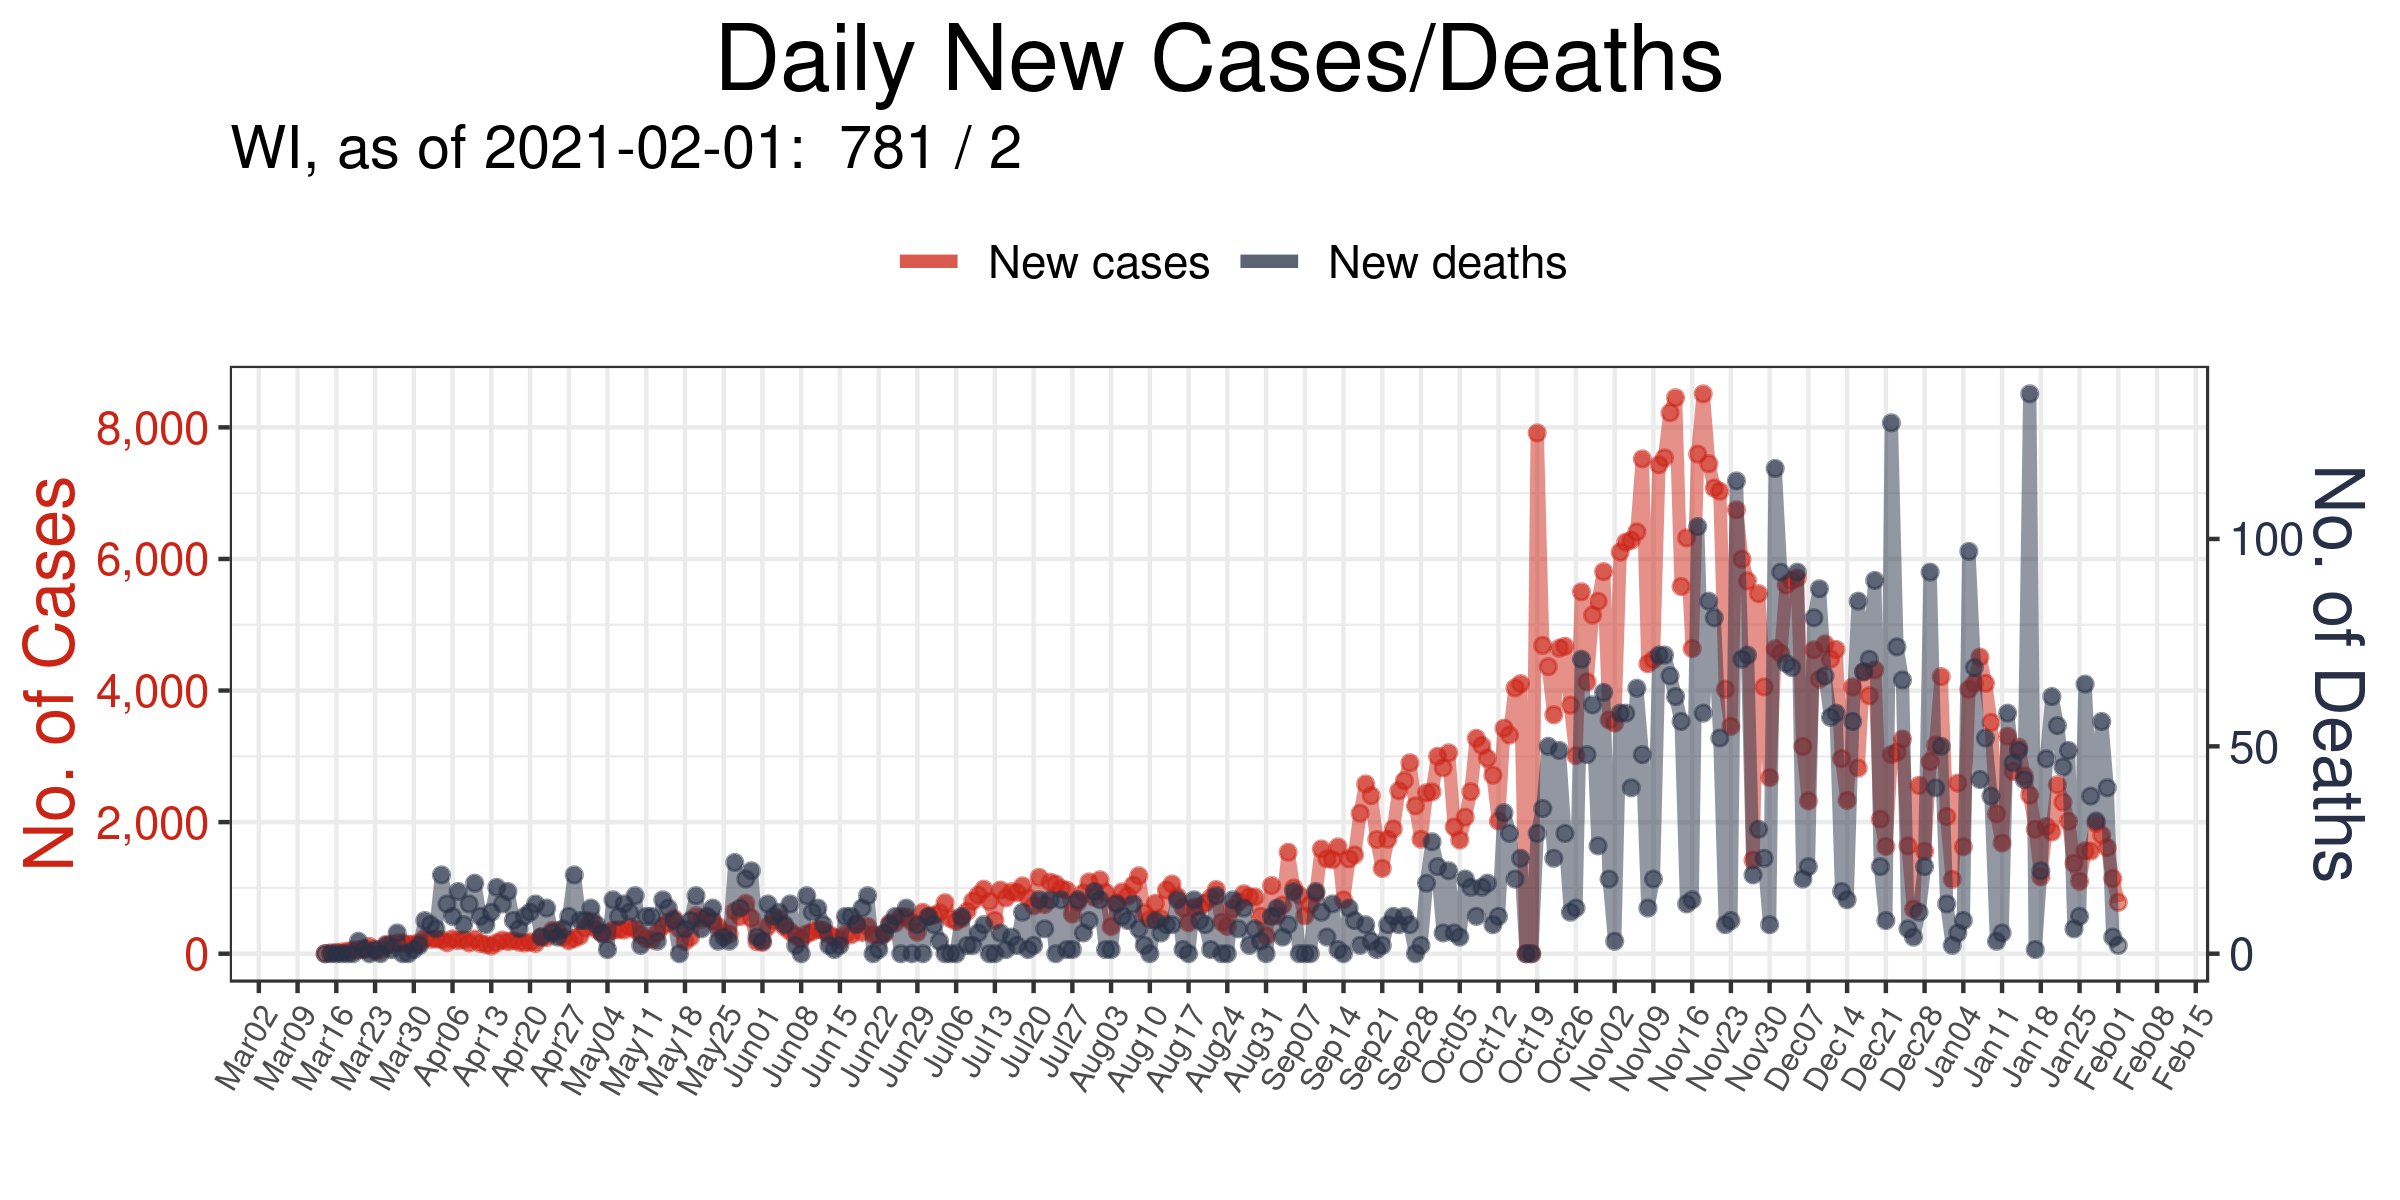 Daily New Cases/Deaths
WI, as of 2021-02-01:  781 / 2
New cases
New deaths
No. of Cases
8,000
6,000
4,000
2,000
0
No. of Deaths
100
50
0
Mar02
Mar09
Mar16
Mar23
Mar30
Apr06
Apr13
Apr20
Apr27
May04
May11
May18
May25
Jun01
Jun08
Jun15
Jun22
Jun29
Jul06
Jul13
Jul20
Jul27
Aug03
Aug10
Aug17
Aug24
Aug31
Sep07
Sep14
Sep21
Sep28
Oct05
Oct12
Oct19
Oct26
Nov02
Nov09
Nov16
Nov23
Nov30
Dec07
Dec14
Dec21
Dec28
Jan04
Jan11
Jan18
Jan25
Feb01
Feb08
Feb15